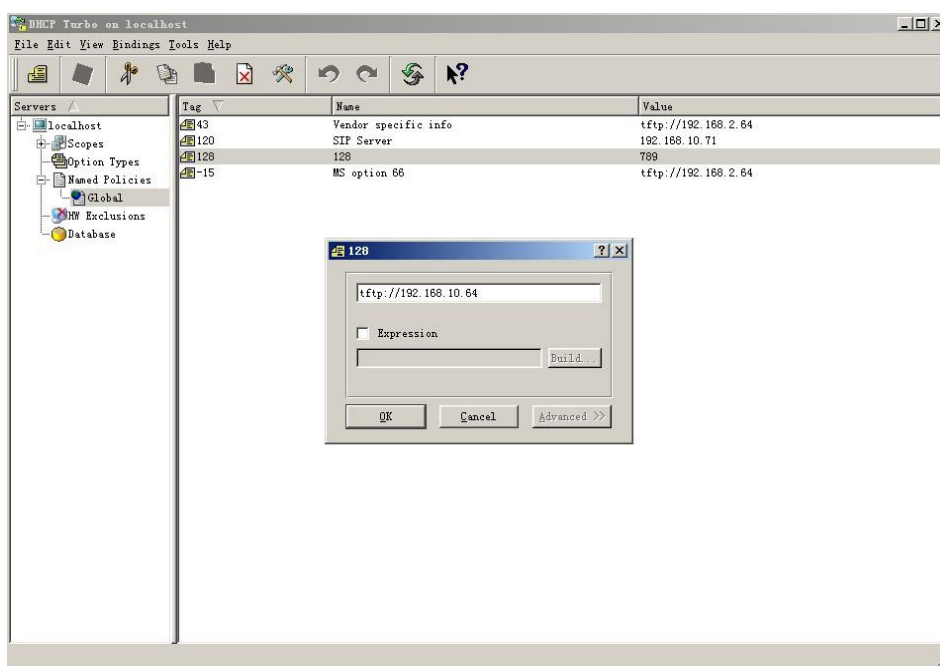 DHCP Turbo on localhost
File Edit View Bindings Tools Help
Servers
Tag Name Value
localhost
Scopes
Option Types
Named Policies
Global
HW Exclusions
Database
43 Vendor specific info tftp://192.168.2.64
120 SIP Server 192.168.10.71
128 128 789
-15 MS option 66 tftp://192.168.2.64
128
tftp://192.168.10.64
Expression
Build...
OK Cancel Advanced >>